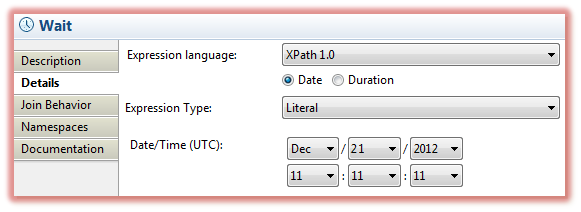 Wait
Description
Details
Join Behavior
Namespaces
Documentation
Expression language: XPath 1.0
Date Duration
Expression Type: Literal
Date/Time (UTC): Dec / 21 / 2012
11 : 11 : 11